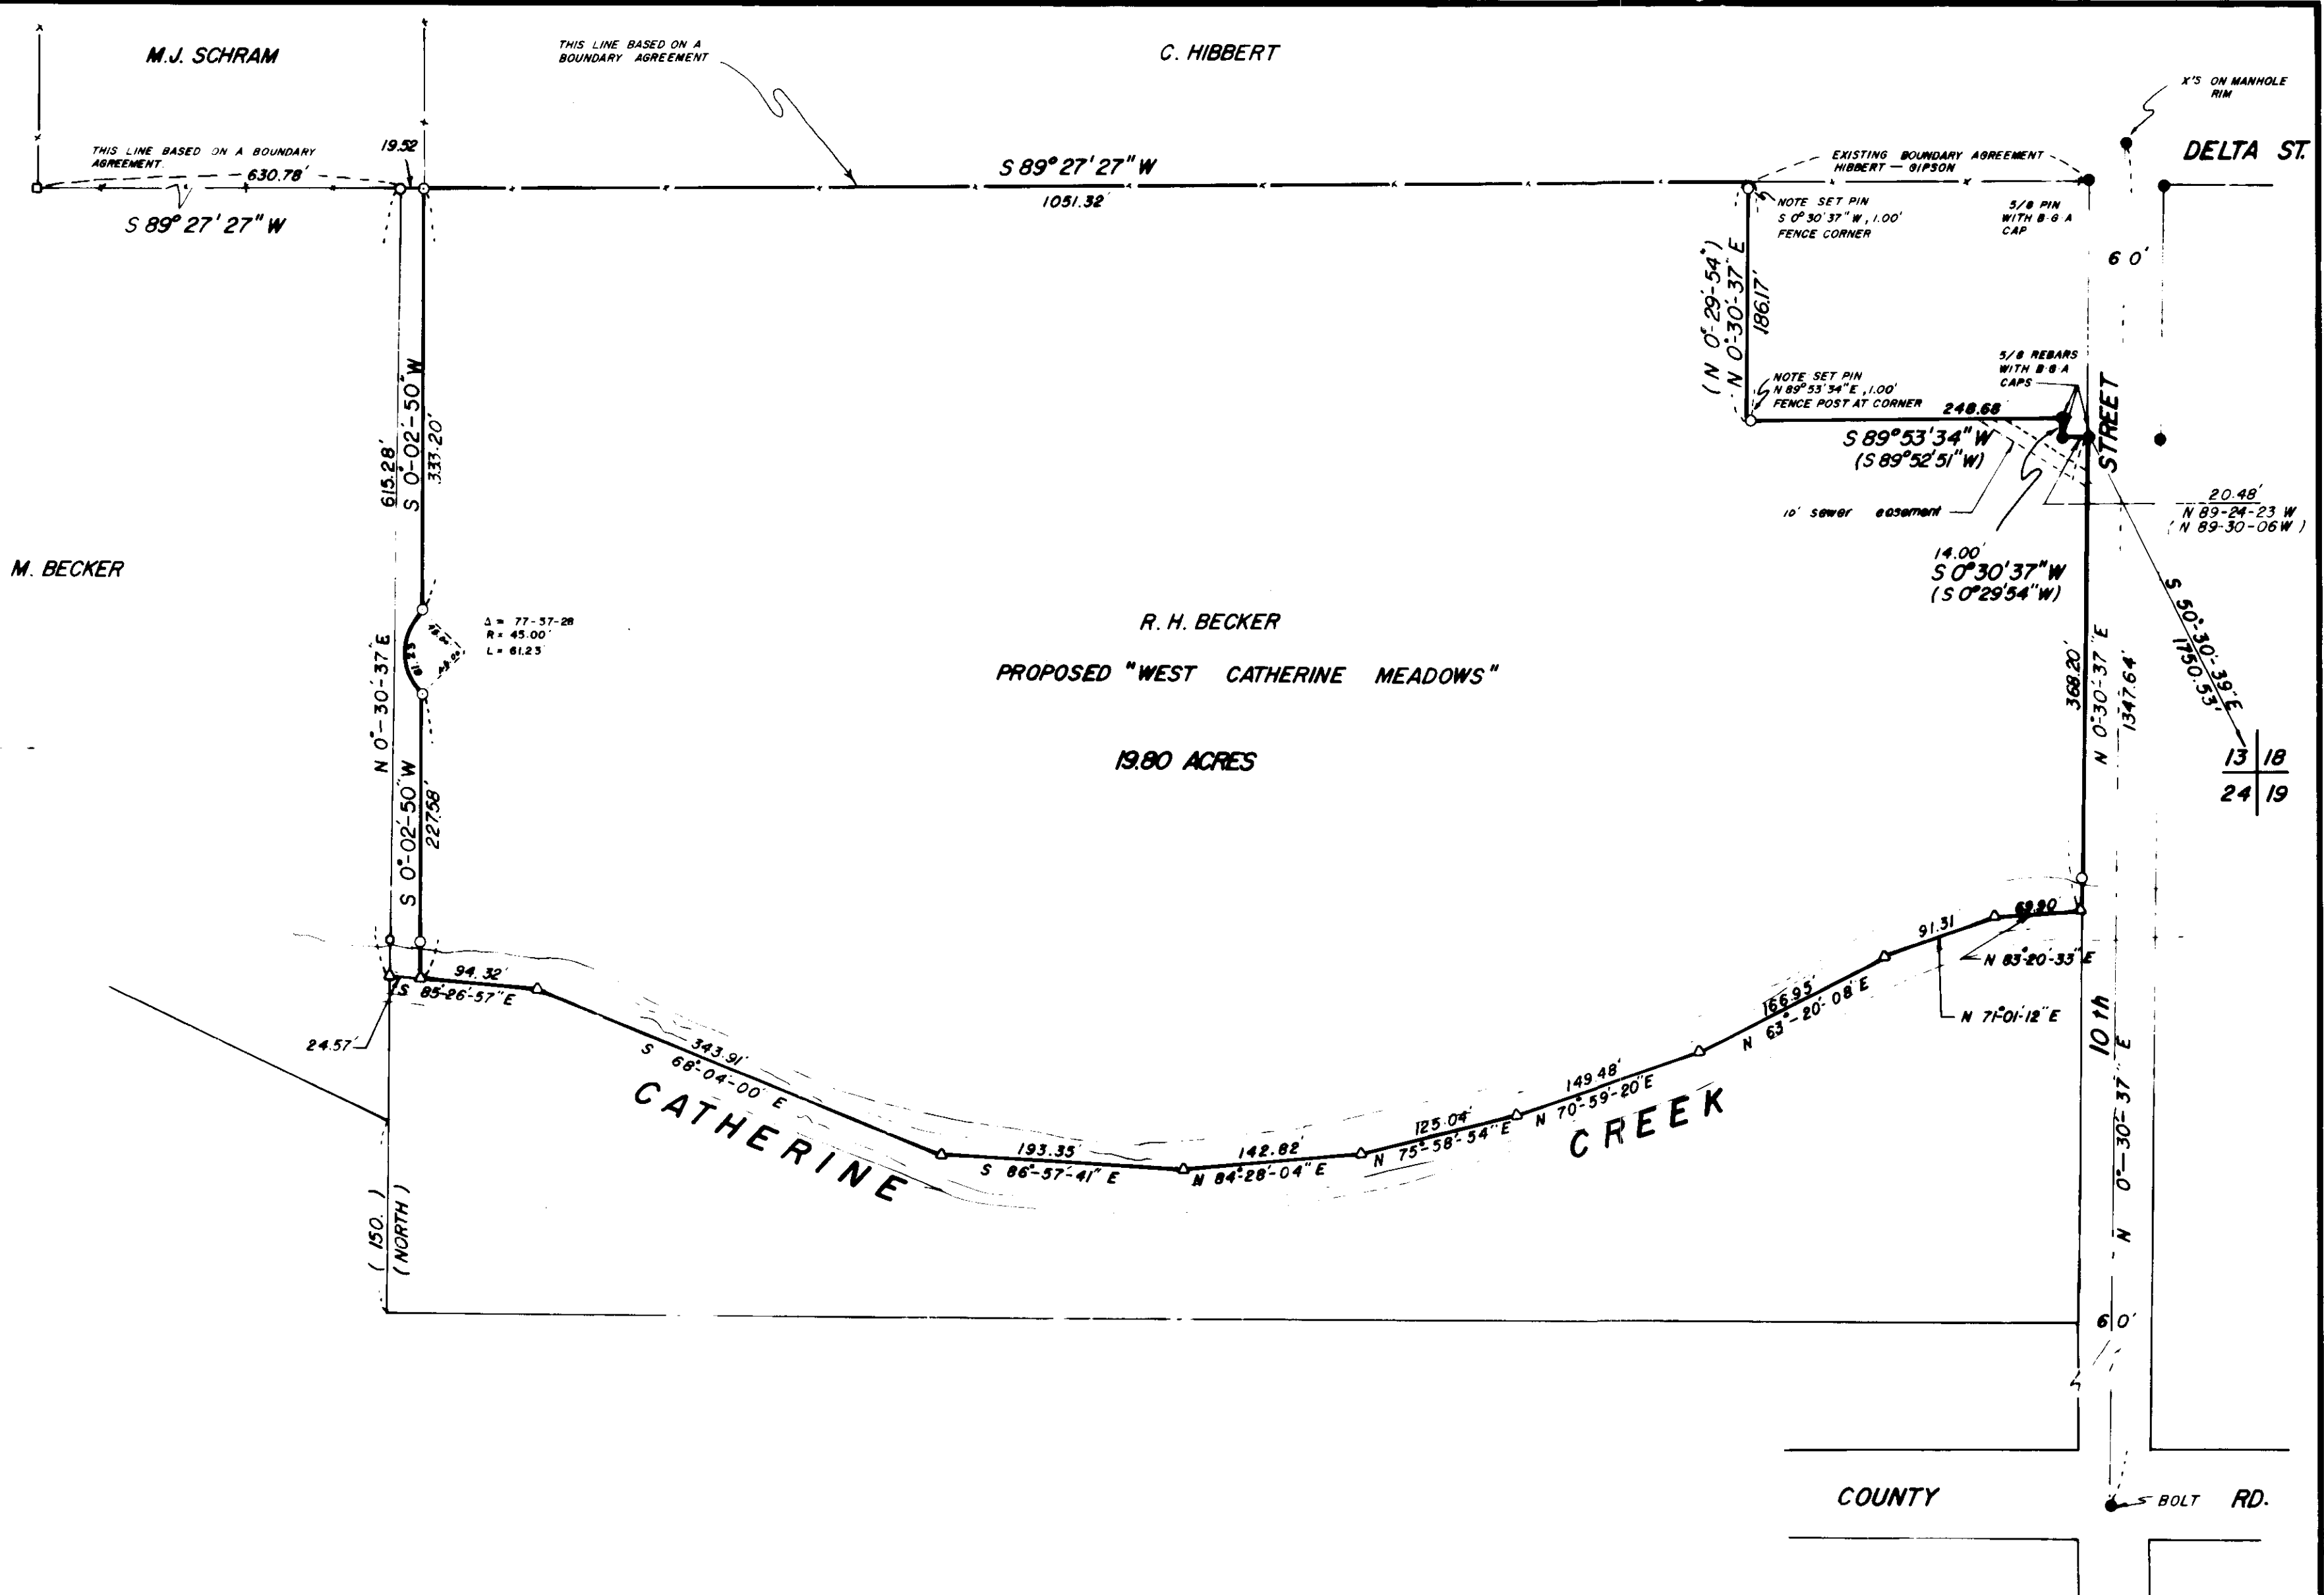 M.J. SCHRAM
THIS LINE BASED ON A
BOUNDARY AGREEMENT
C. HIBBERT
X'S ON MANHOLE
RIM
DELTA ST.
THIS LINE BASED ON A BOUNDARY
AGREEMENT.
630.78'
19.52
S 89° 27' 27" W
S 89° 27' 27" W
1051.32'
EXISTING BOUNDARY AGREEMENT
HIBBERT — GIPSON
NOTE SET PIN
S 0° 30' 37" W, 1.00'
FENCE CORNER
5/8 PIN
WITH B·G·A
CAP
60'
(N 0°-29'-54")
N 0°-30'-37" E
186.17'
5/8 REBARS
WITH B·G·A
CAPS
NOTE SET PIN
N 89° 53' 34" E, 1.00'
FENCE POST AT CORNER
248.68'
S 89° 53' 34" W
(S 89° 52' 51" W)
STREET
10' sewer easement
20.48'
N 89-24-23 W
(N 89-30-06W)
14.00'
S 0° 30' 37" W
(S 0° 29' 54" W)
S 50°-30'-39" E
1750.53'
615.28'
S 0°-02'-50" W
333.20'
M. BECKER
Δ = 77-57-28
R = 45.00'
L = 61.23'
45.00'
61.23
45.00'
N 0°-30'-37" E
R. H. BECKER
PROPOSED "WEST CATHERINE MEADOWS"
19.80 ACRES
368.20'
N 0°-30'-37" E
1347.64'
13 18
24 19
S 0°-02'-50" W
227.58'
69.90'
91.31
N 83°-20'-33" E
N 71°-01'-12" E
94.32'
S 85°-26'-57" E
24.57'
343.91'
S 68°-04'-00" E
166.95'
N 63°-20'-08" E
149.48'
N 70°-59'-20" E
125.04'
N 75°-58'-54" E
142.82'
N 84°-28'-04" E
193.35'
S 86°-57'-41" E
CATHERINE
CREEK
10th
N 0°-30'-37" E
(150.)
(NORTH)
60'
COUNTY
BOLT
RD.